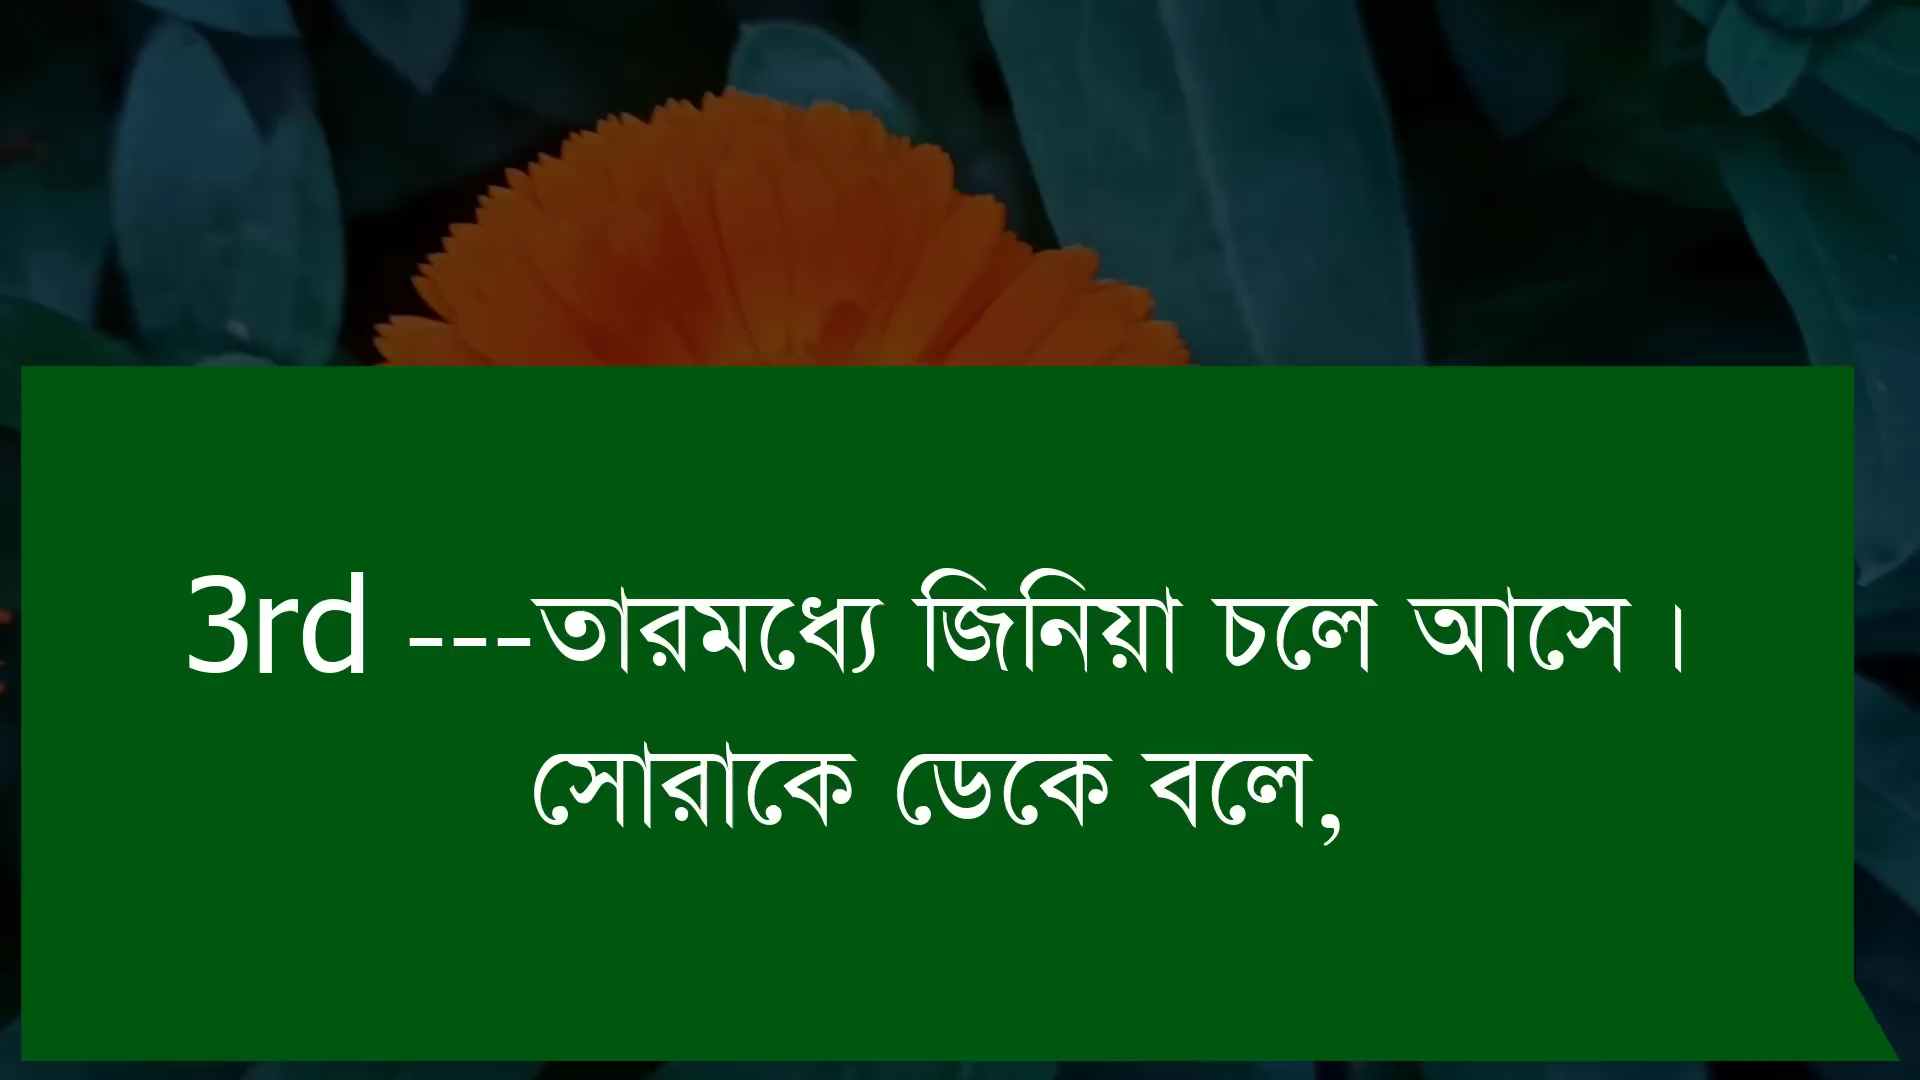 3rd ---তারমধ্যে জিনিয়া চলে আসে ।
সোরাকে ডেকে বলে,